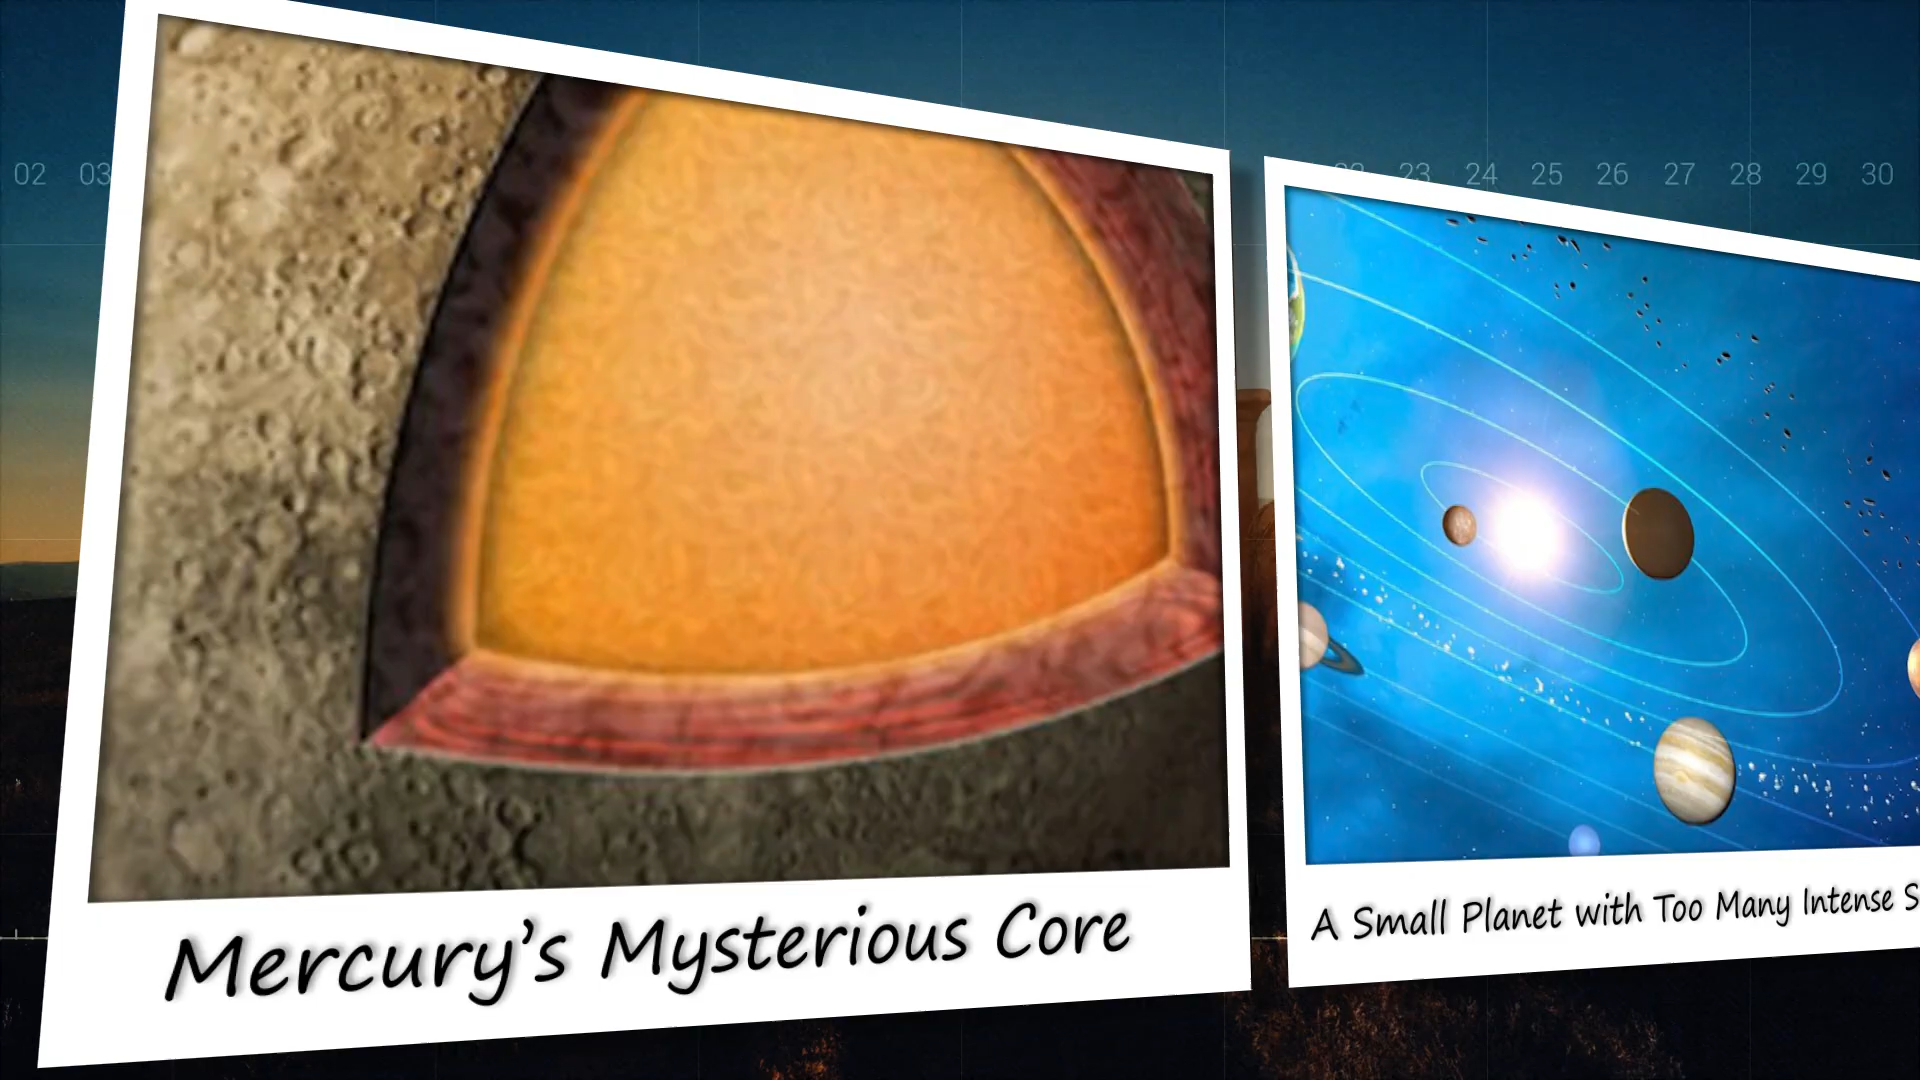 02 03 23 24 25 26 27 28 29 30
Mercury's Mysterious Core
A Small Planet with Too Many Intense